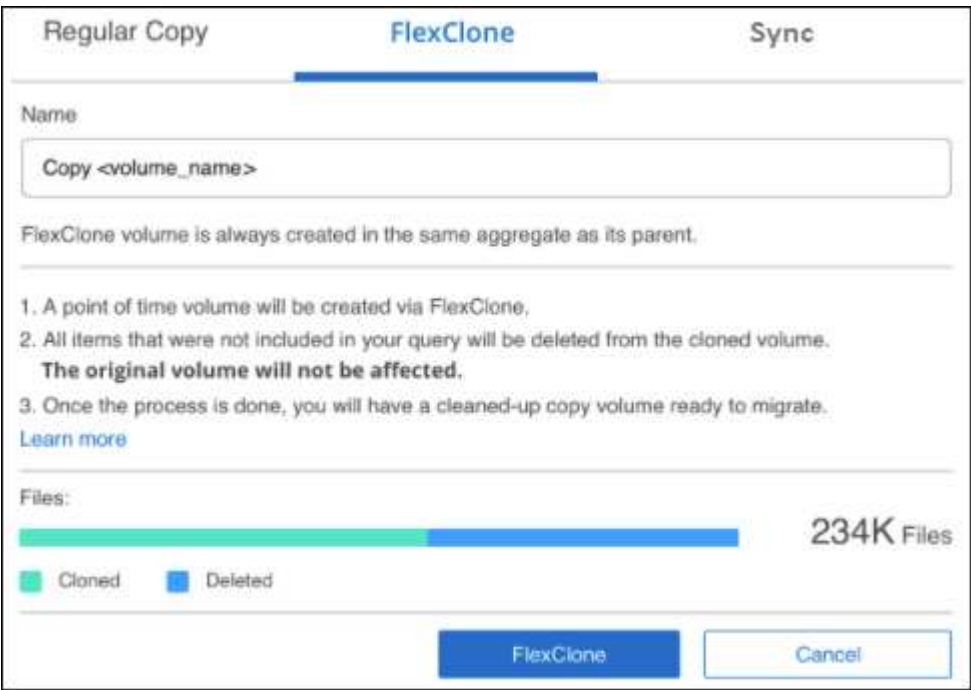 Regular Copy FlexClone Sync
Name
Copy <volume_name>
FlexClone volume is always created in the same aggregate as its parent.
1. A point of time volume will be created via FlexClone.
2. All items that were not included in your query will be deleted from the cloned volume.
The original volume will not be affected.
3. Once the process is done, you will have a cleaned-up copy volume ready to migrate.
Learn more
Files:
234K Files
Cloned Deleted
FlexClone Cancel